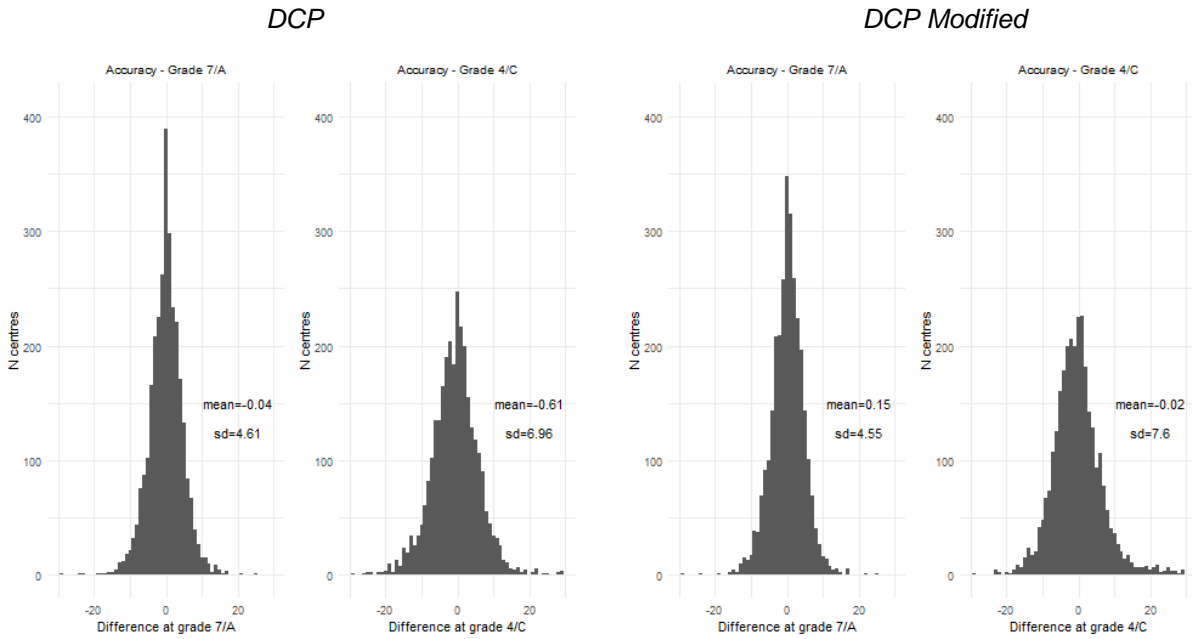 DCP
DCP Modified
Accuracy - Grade 7/A
Accuracy - Grade 4/C
Accuracy - Grade 7/A
Accuracy - Grade 4/C
N centres
400
300
200
100
0
mean=-0.04
sd=4.61
-20 0 20
Difference at grade 7/A
N centres
400
300
200
100
0
mean=-0.61
sd=6.96
-20 0 20
Difference at grade 4/C
N centres
400
300
200
100
0
mean=0.15
sd=4.55
-20 0 20
Difference at grade 7/A
N centres
400
300
200
100
0
mean=-0.02
sd=7.6
-20 0 20
Difference at grade 4/C